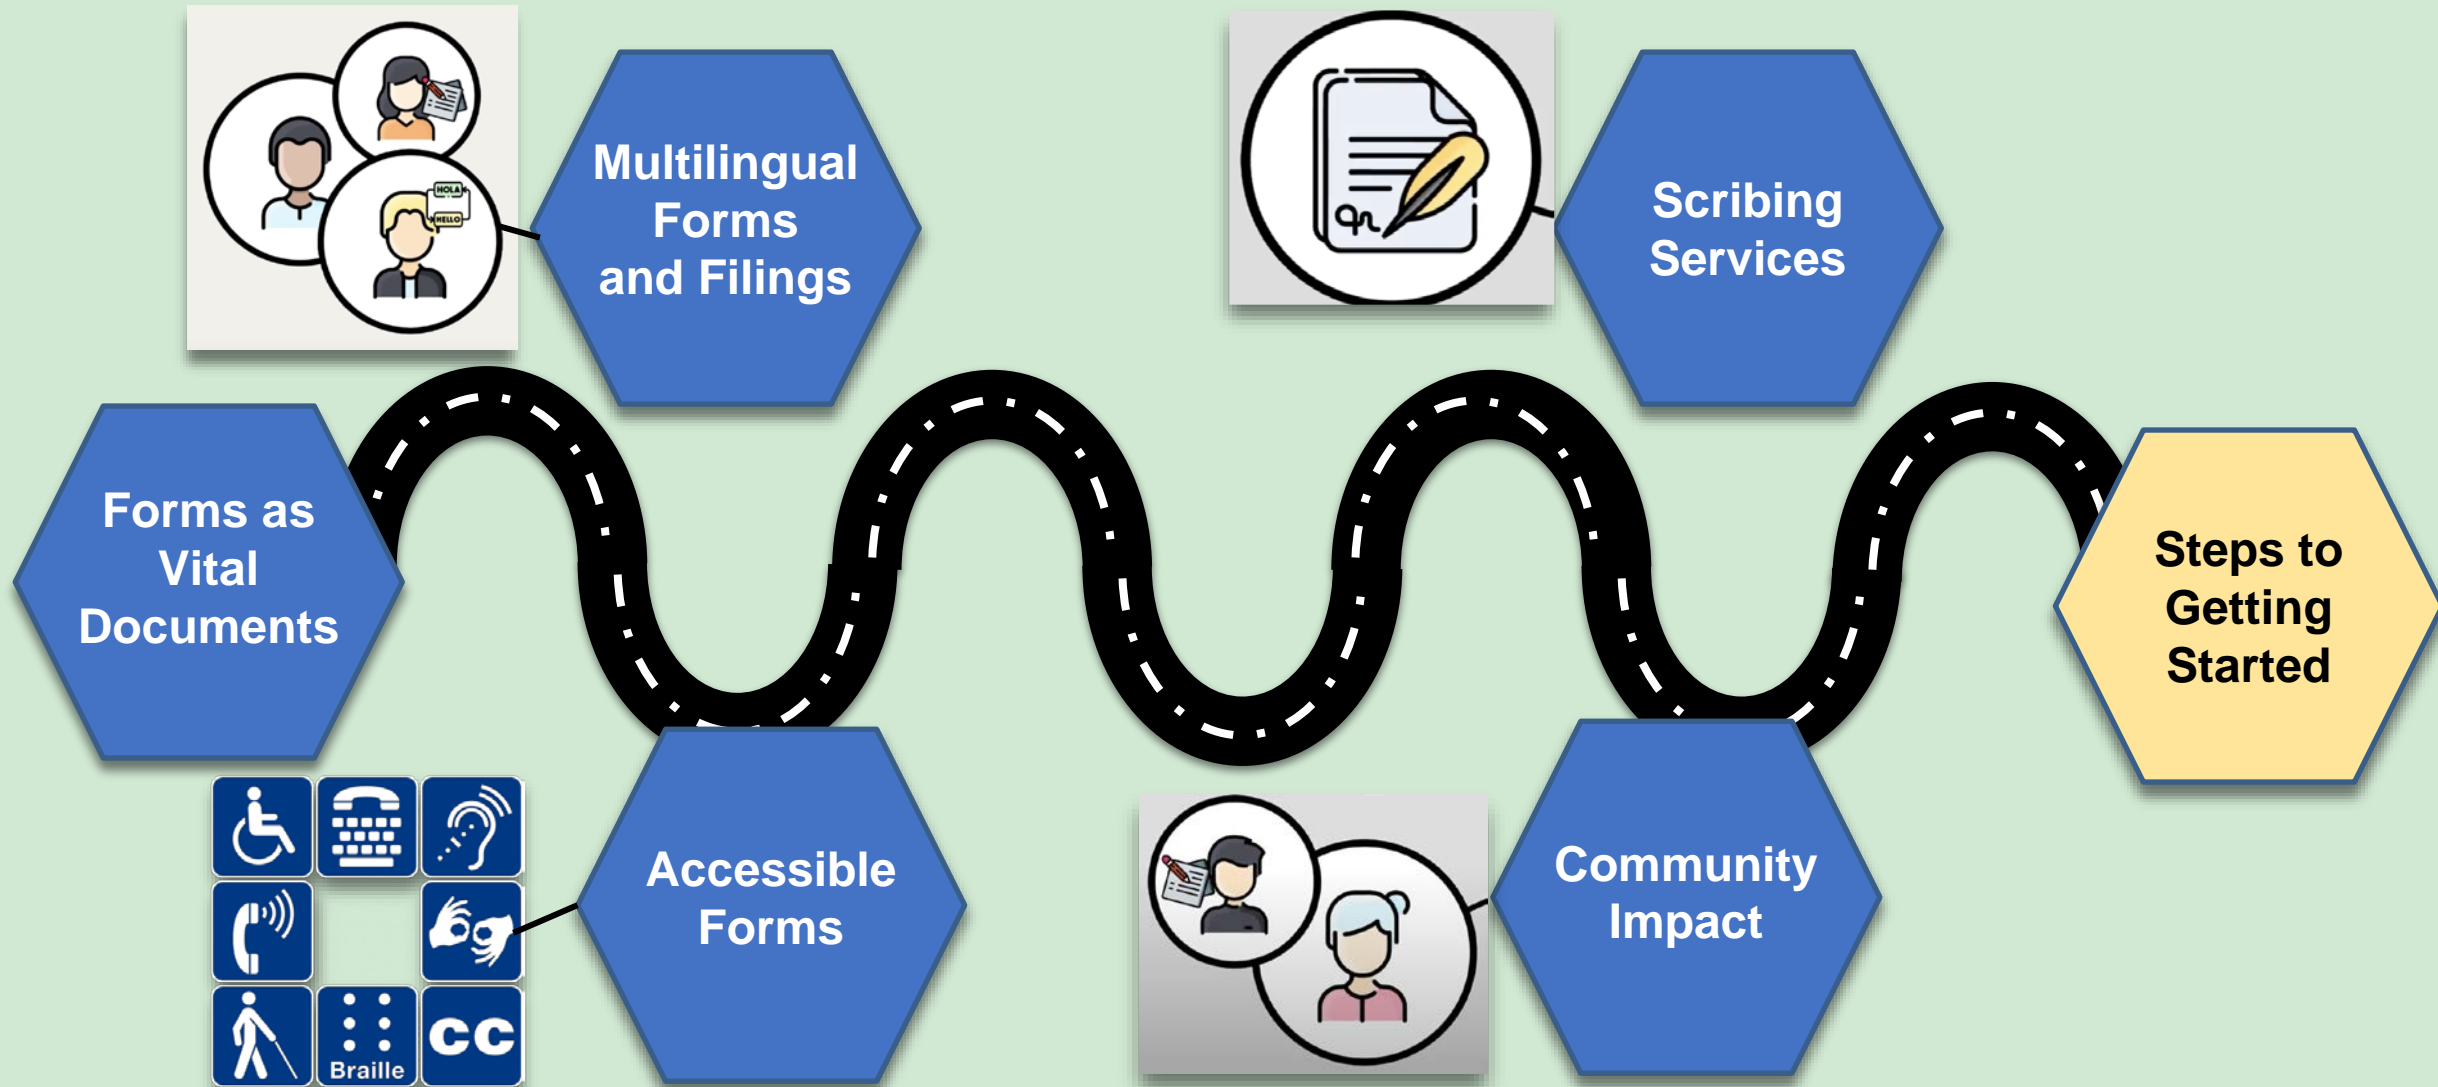 HOLA
HELLO
Multilingual
Forms
and Filings
Scribing
Services
Forms as
Vital
Documents
Steps to
Getting
Started
Accessible
Forms
Community
Impact
Braille
CC